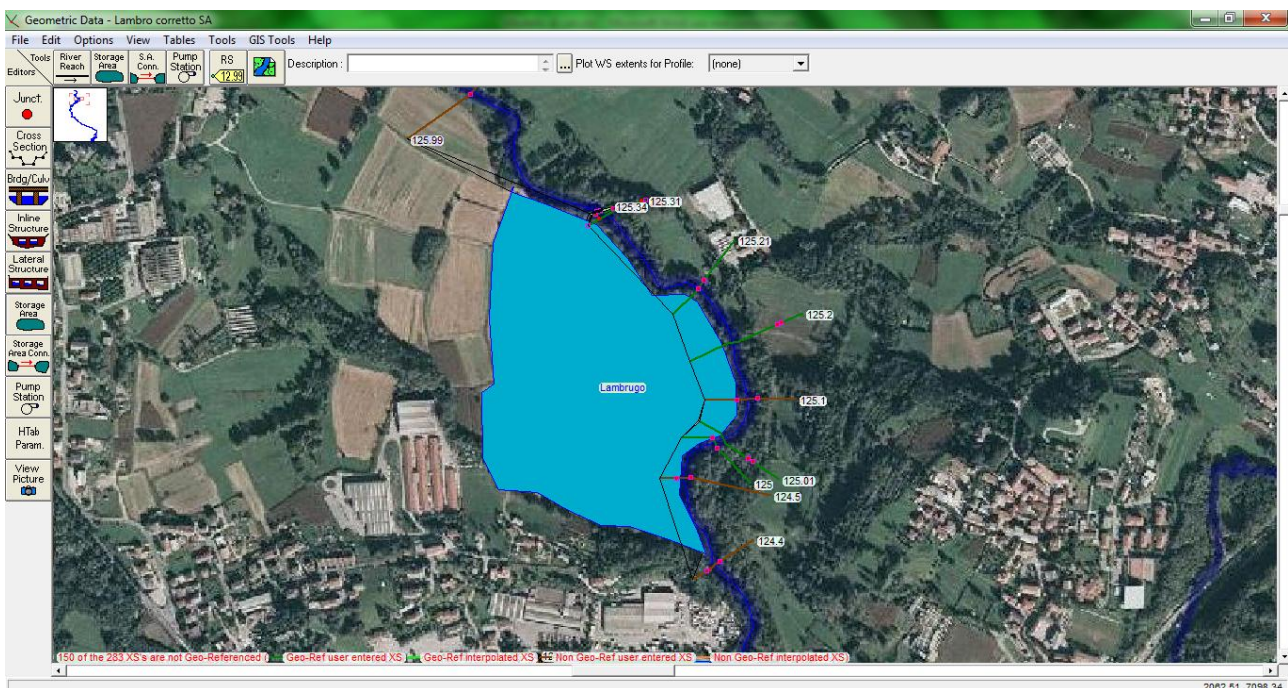 Geometric Data - Lambro corretto SA
File Edit Options View Tables Tools GIS Tools Help
Tools
Editors
River Reach
Storage Area
S.A. Conn.
Pump Station
RS
12.99
Description :
...
Plot WS extents for Profile:
(none)
Junct.
Cross Section
Brdg/Culv
Inline Structure
Lateral Structure
Storage Area
Storage Area Conn.
Pump Station
HTab Param.
View Picture
125.99
125.34
125.31
125.21
125.2
Lambrugo
125.1
125.01
125
124.5
124.4
150 of the 283 XS's are not Geo-Referenced ( Geo-Ref user entered XS Geo-Ref interpolated XS Non Geo-Ref user entered XS Non Geo-Ref interpolated XS)
2062.51, 7098.34